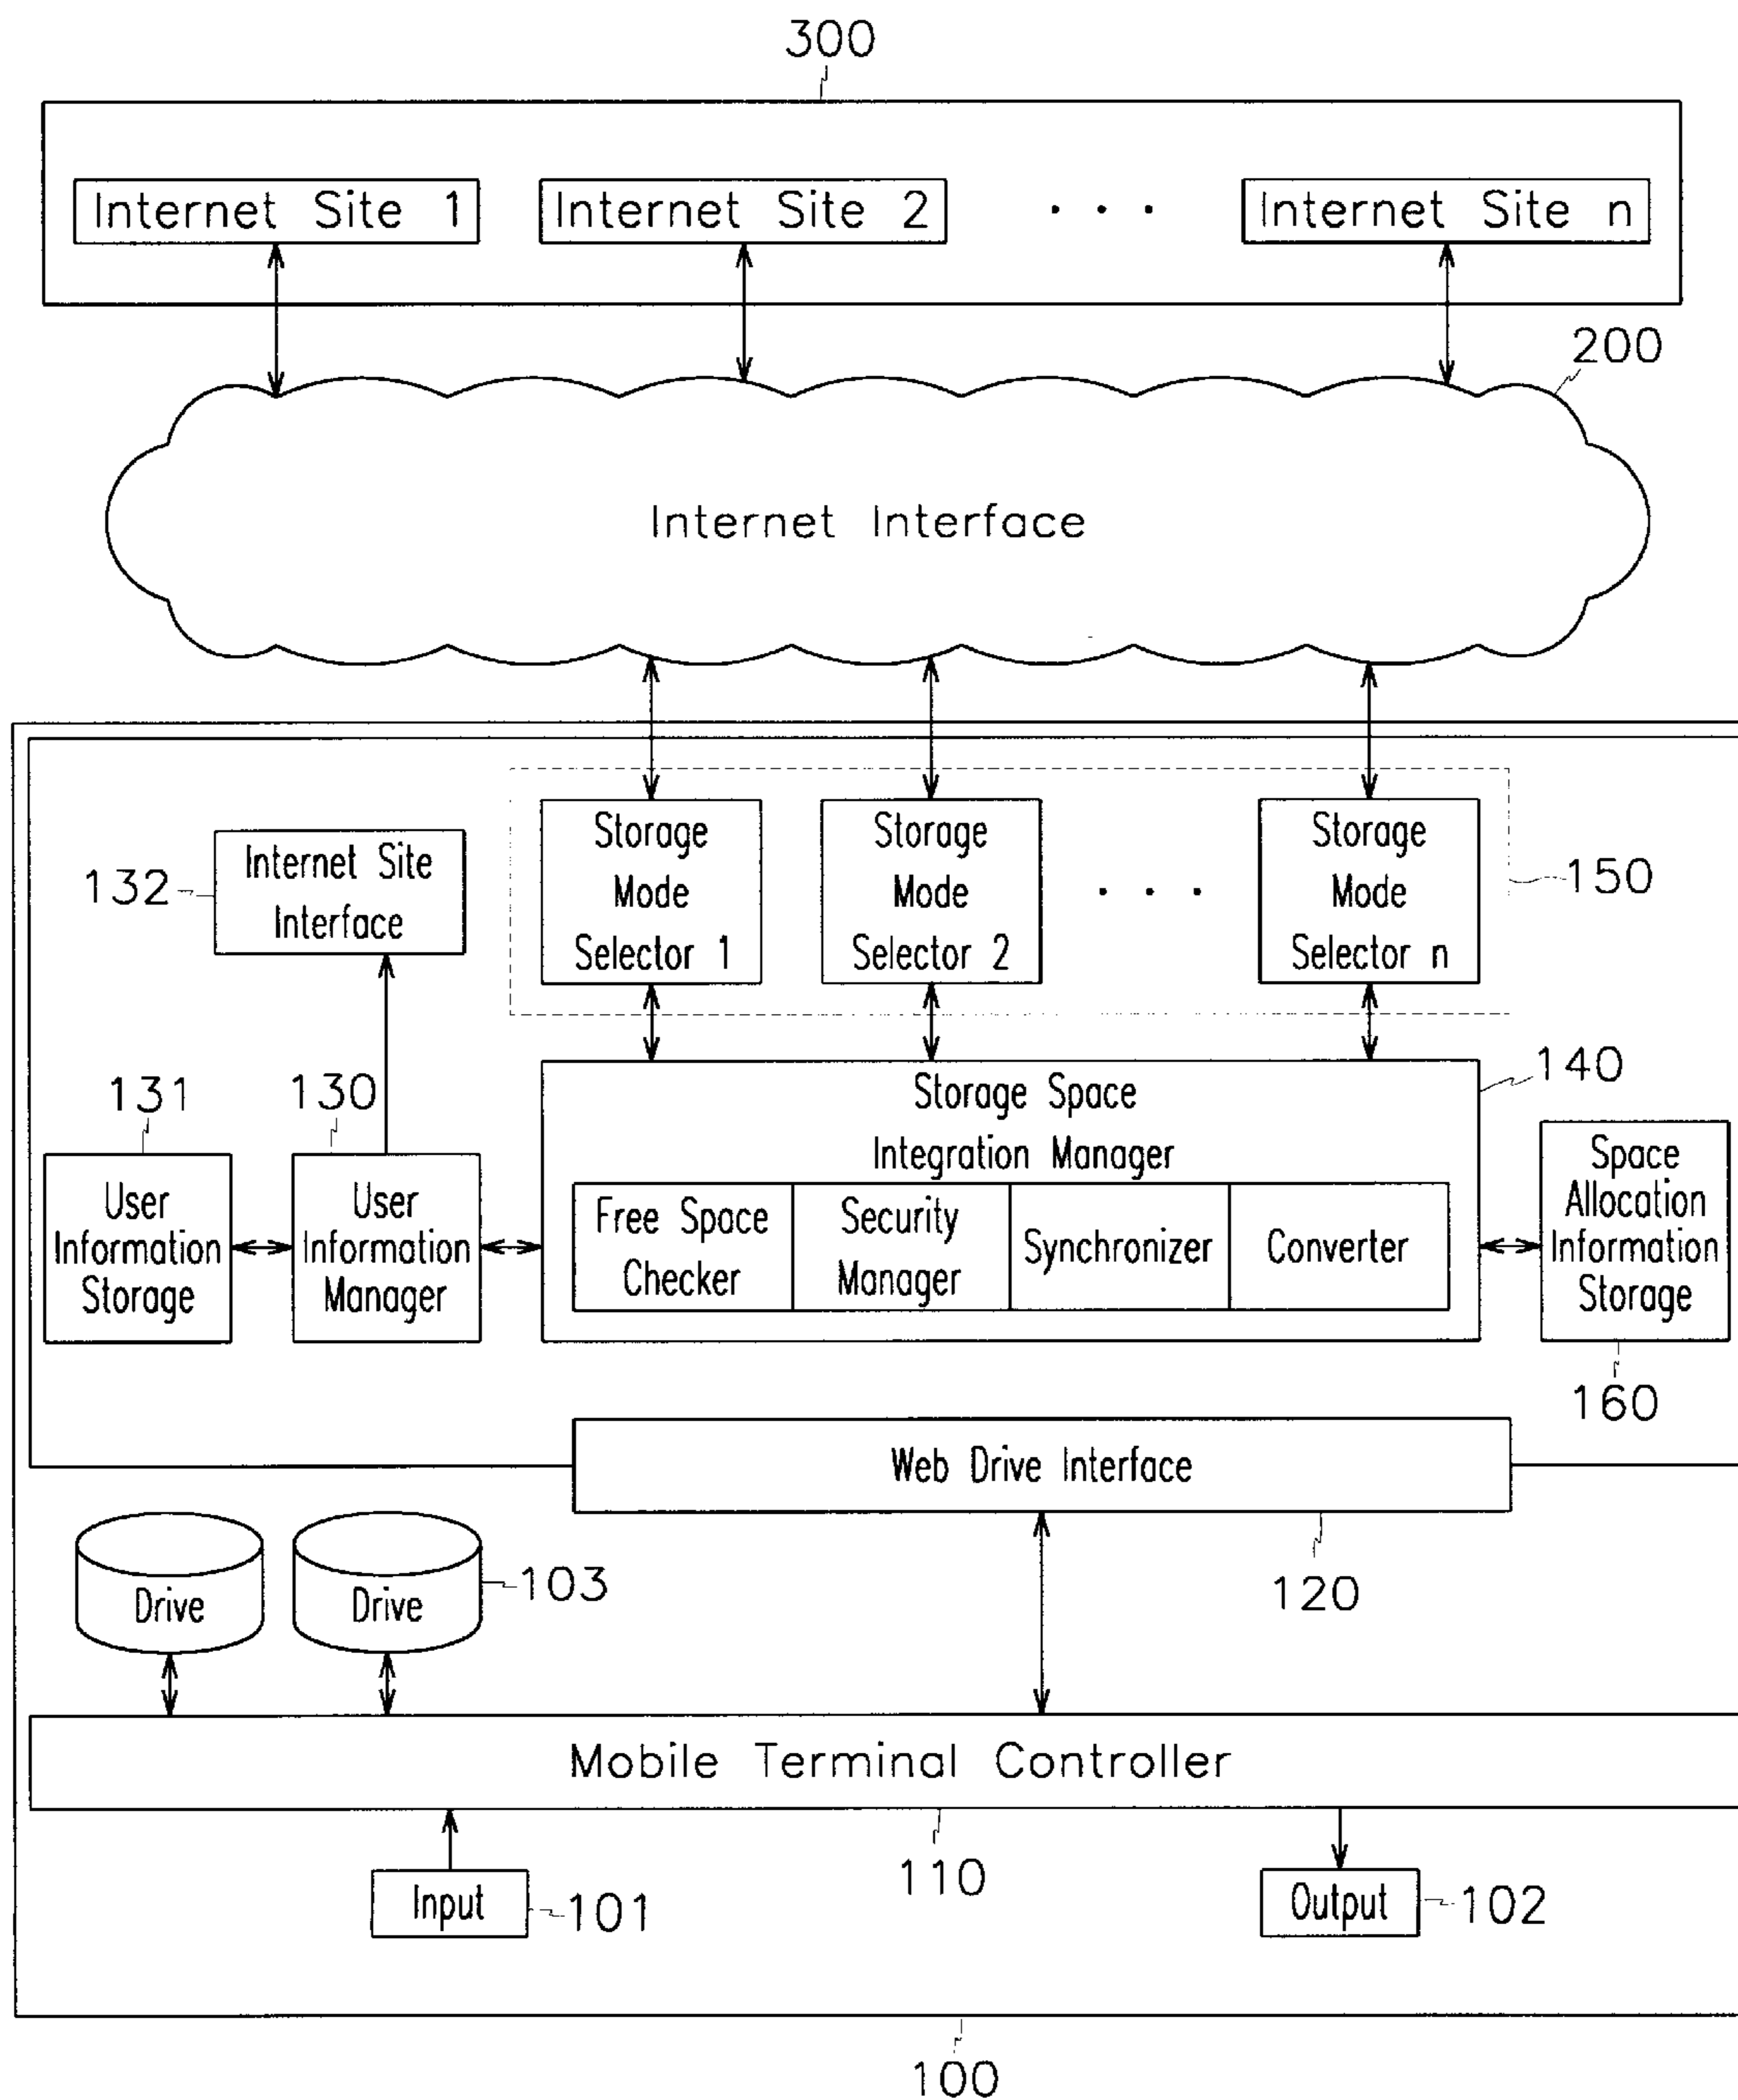 300
Internet Site 1
Internet Site 2
. . .
Internet Site n
200
Internet Interface
Storage
Mode
Selector 1
Storage
Mode
Selector 2
. . .
Storage
Mode
Selector n
150
Internet Site
Interface
132
140
Storage Space
Integration Manager
Free Space
Checker
Security
Manager
Synchronizer
Converter
131
130
User
Information
Storage
User
Information
Manager
Space
Allocation
Information
Storage
160
Web Drive Interface
120
Drive
Drive
103
Mobile Terminal Controller
110
Input
101
Output
102
100